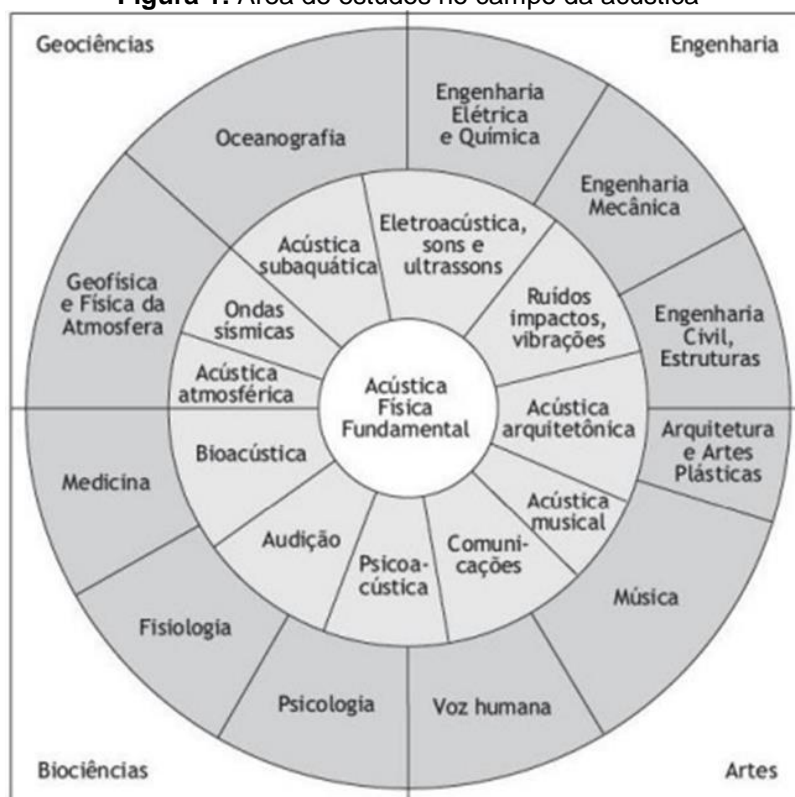 Figura 1: Área de estudos no campo da acústica
Geociências
Engenharia
Oceanografia
Engenharia
Elétrica
e Química
Engenharia
Mecânica
Engenharia
Civil,
Estruturas
Arquitetura
e Artes
Plásticas
Música
Voz humana
Psicologia
Fisiologia
Medicina
Geofísica
e Física da
Atmosfera
Acústica
subaquática
Eletroacústica,
sons e
ultrassons
Ruídos
impactos,
vibrações
Acústica
arquitetônica
Acústica
musical
Comuni-
cações
Psicoa-
cústica
Audição
Bioacústica
Acústica
atmosférica
Ondas
sísmicas
Acústica
Física
Fundamental
Biociências
Artes